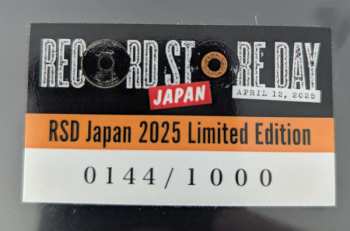 RECORD STORE DAY
JAPAN
APRIL 12, 2025
RSD Japan 2025 Limited Edition
0144/1000